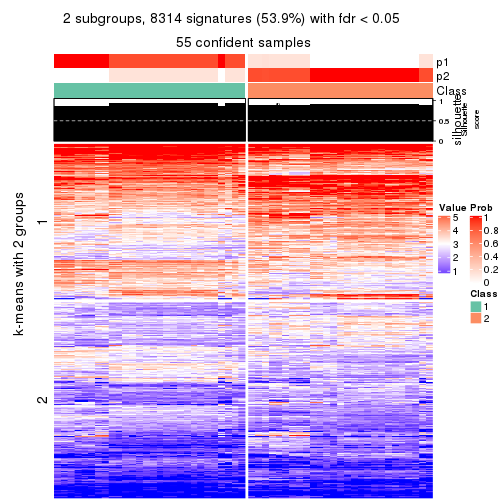 2 subgroups, 8314 signatures (53.9%) with fdr < 0.05
55 confident samples
p1
p2
Class
1
0.5
0
silhouette
Silhouette
score
k-means with 2 groups
1
2
Value
5
4
3
2
1
Prob
1
0.8
0.6
0.4
0.2
0
Class
1
2